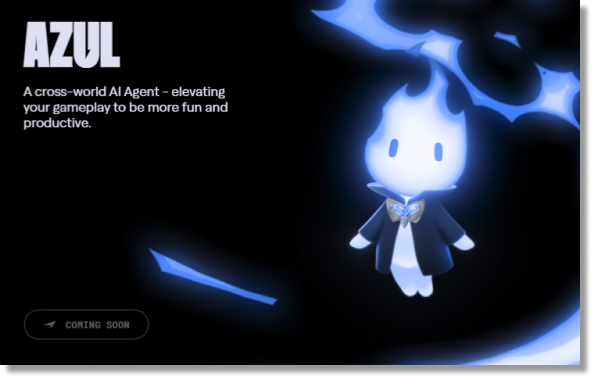 AZUL
A cross-world AI Agent – elevating
your gameplay to be more fun and
productive.
COMING SOON